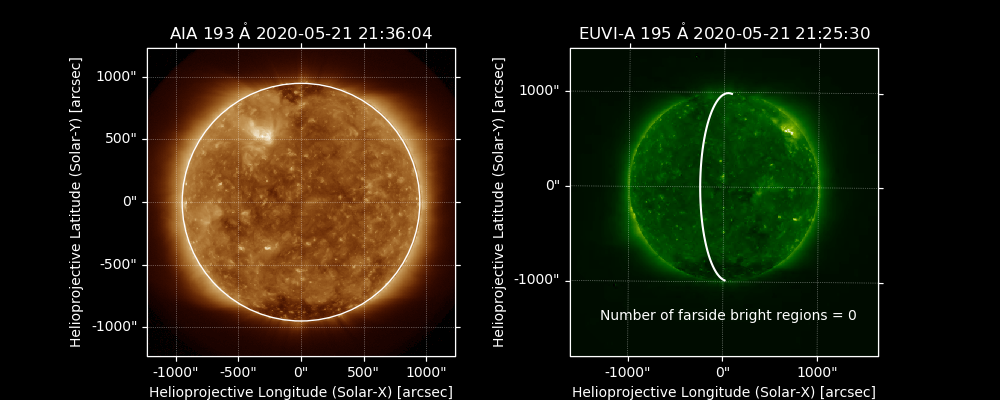 AIA 193 Å 2020-05-21 21:36:04
Helioprojective Latitude (Solar-Y) [arcsec]
1000"
500"
0"
-500"
-1000"
-1000"
-500"
0"
500"
1000"
Helioprojective Longitude (Solar-X) [arcsec]
EUVI-A 195 Å 2020-05-21 21:25:30
Helioprojective Latitude (Solar-Y) [arcsec]
1000"
0"
-1000"
Number of farside bright regions = 0
-1000"
0"
1000"
Helioprojective Longitude (Solar-X) [arcsec]